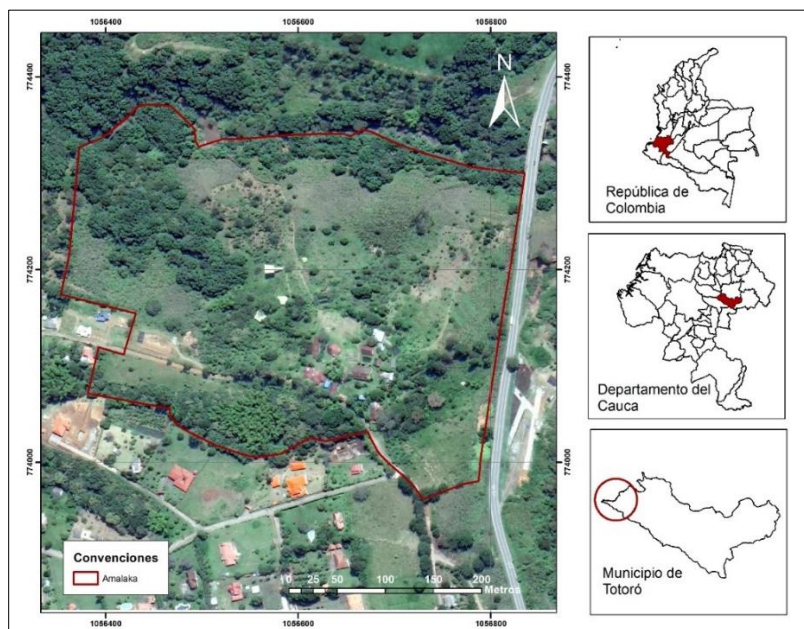 1056400
1056600
1056800
774400
774400
N
774200
774200
774000
774000
Convenciones
Amalaka
0 25 50 100 150 200
Metros
1056400
1056600
1056800
República de
Colombia
Departamento del
Cauca
Municipio de
Totoró